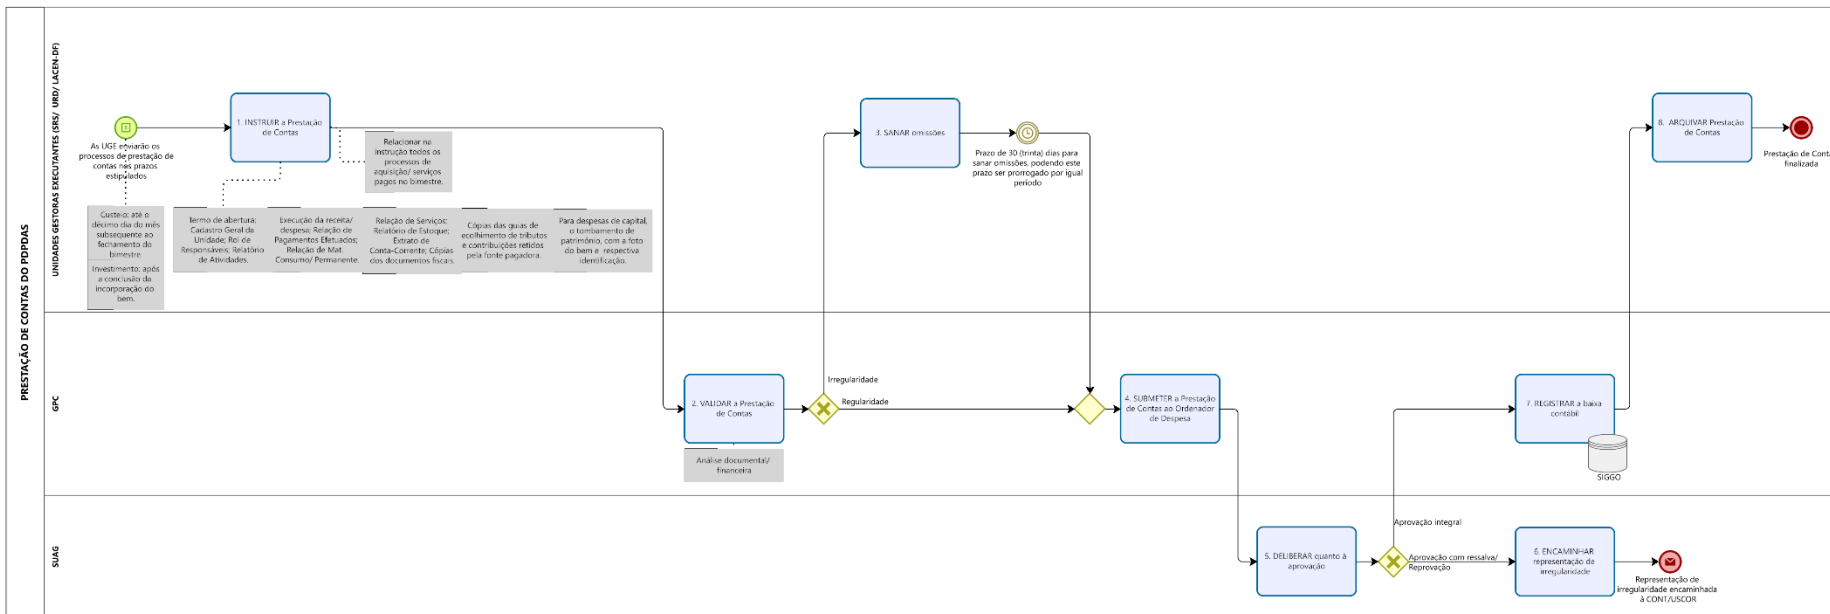 PRESTAÇÃO DE CONTAS DO PDPDAS
UNIDADES GESTORAS EXECUTANTES (SRS/ URD/ LACEN-DF)
As UGE enviarão os
processos de prestação de
contas nos prazos
estipulados
Custeio: até o
décimo dia do mês
subsequente ao
fechamento do
bimestre.
Investimento: após
a conclusão da
incorporação do
bem.
1. INSTRUIR a Prestação
de Contas
Relacionar na
instrução todos os
processos de
aquisição/ serviços
pagos no bimestre.
Termo de abertura;
Cadastro Geral da
Unidade; Rol de
Responsáveis; Relatório
de Atividades.
Execução da receita/
despesa; Relação de
Pagamentos Efetuados;
Relação de Mat.
Consumo/ Permanente.
Relação de Serviços;
Relatório de Estoque;
Extrato de
Conta-Corrente; Cópias
dos documentos fiscais.
Cópias das guias de
ecolhimento de tributos
e contribuições retidos
pela fonte pagadora.
Para despesas de capital,
o tombamento de
patrimônio, com a foto
do bem e respectiva
identificação.
3. SANAR omissões
Prazo de 30 (trinta) dias para
sanar omissões, podendo este
prazo ser prorrogado por igual
período
8. ARQUIVAR Prestação
de Contas
Prestação de Cont
finalizada
GPC
2. VALIDAR a Prestação
de Contas
Análise documental/
financeira
Irregularidade
Regularidade
4. SUBMETER a Prestação
de Contas ao Ordenador
de Despesa
7. REGISTRAR a baixa
contábil
SIGGO
SUAG
5. DELIBERAR quanto à
aprovação
Aprovação integral
Aprovação com ressalva/
Reprovação
6. ENCAMINHAR
representação de
irregularidade
Representação de
irregularidade encaminhada
à CONT/USCOR